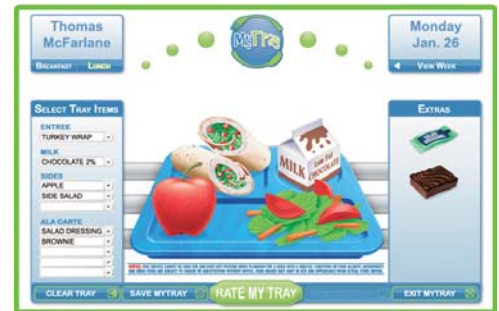 Thomas
McFarlane
BREAKFAST LUNCH
MyTray
Monday
Jan. 26
VIEW WEEK
SELECT TRAY ITEMS
ENTREE
TURKEY WRAP
MILK
CHOCOLATE 2%
SIDES
APPLE
SIDE SALAD
ALA CARTE
SALAD DRESSING
BROWNIE
MILK
Low Fat
CHOCOLATE
EXTRAS
CLEAR TRAY
SAVE MYTRAY
RATE MY TRAY
EXIT MYTRAY